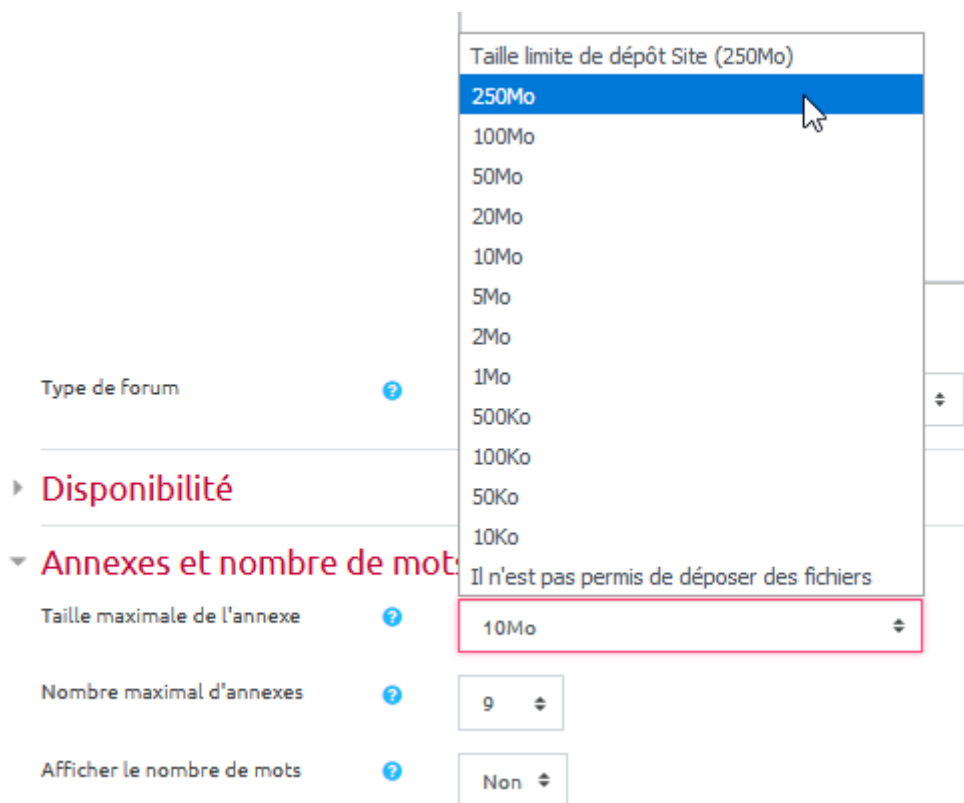 Taille limite de dépôt Site (250Mo)
250Mo
100Mo
50Mo
20Mo
10Mo
5Mo
2Mo
1Mo
500Ko
100Ko
50Ko
10Ko
Il n'est pas permis de déposer des fichiers
Type de forum
Disponibilité
Annexes et nombre de mots
Taille maximale de l'annexe
10Mo
Nombre maximal d'annexes
9
Afficher le nombre de mots
Non